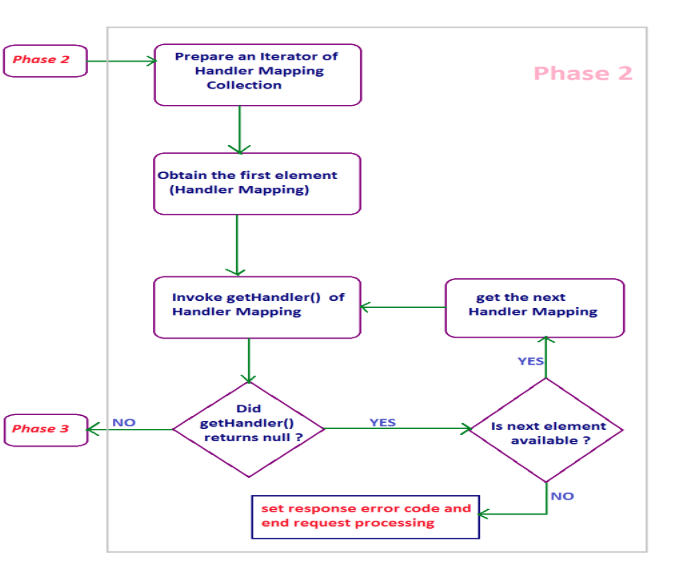 Phase 2
Prepare an Iterator of
Handler Mapping
Collection
Phase 2
Obtain the first element
(Handler Mapping)
Invoke getHandler() of
Handler Mapping
get the next
Handler Mapping
YES
Did
getHandler()
returns null ?
NO
Phase 3
YES
Is next element
available ?
NO
set response error code and
end request processing